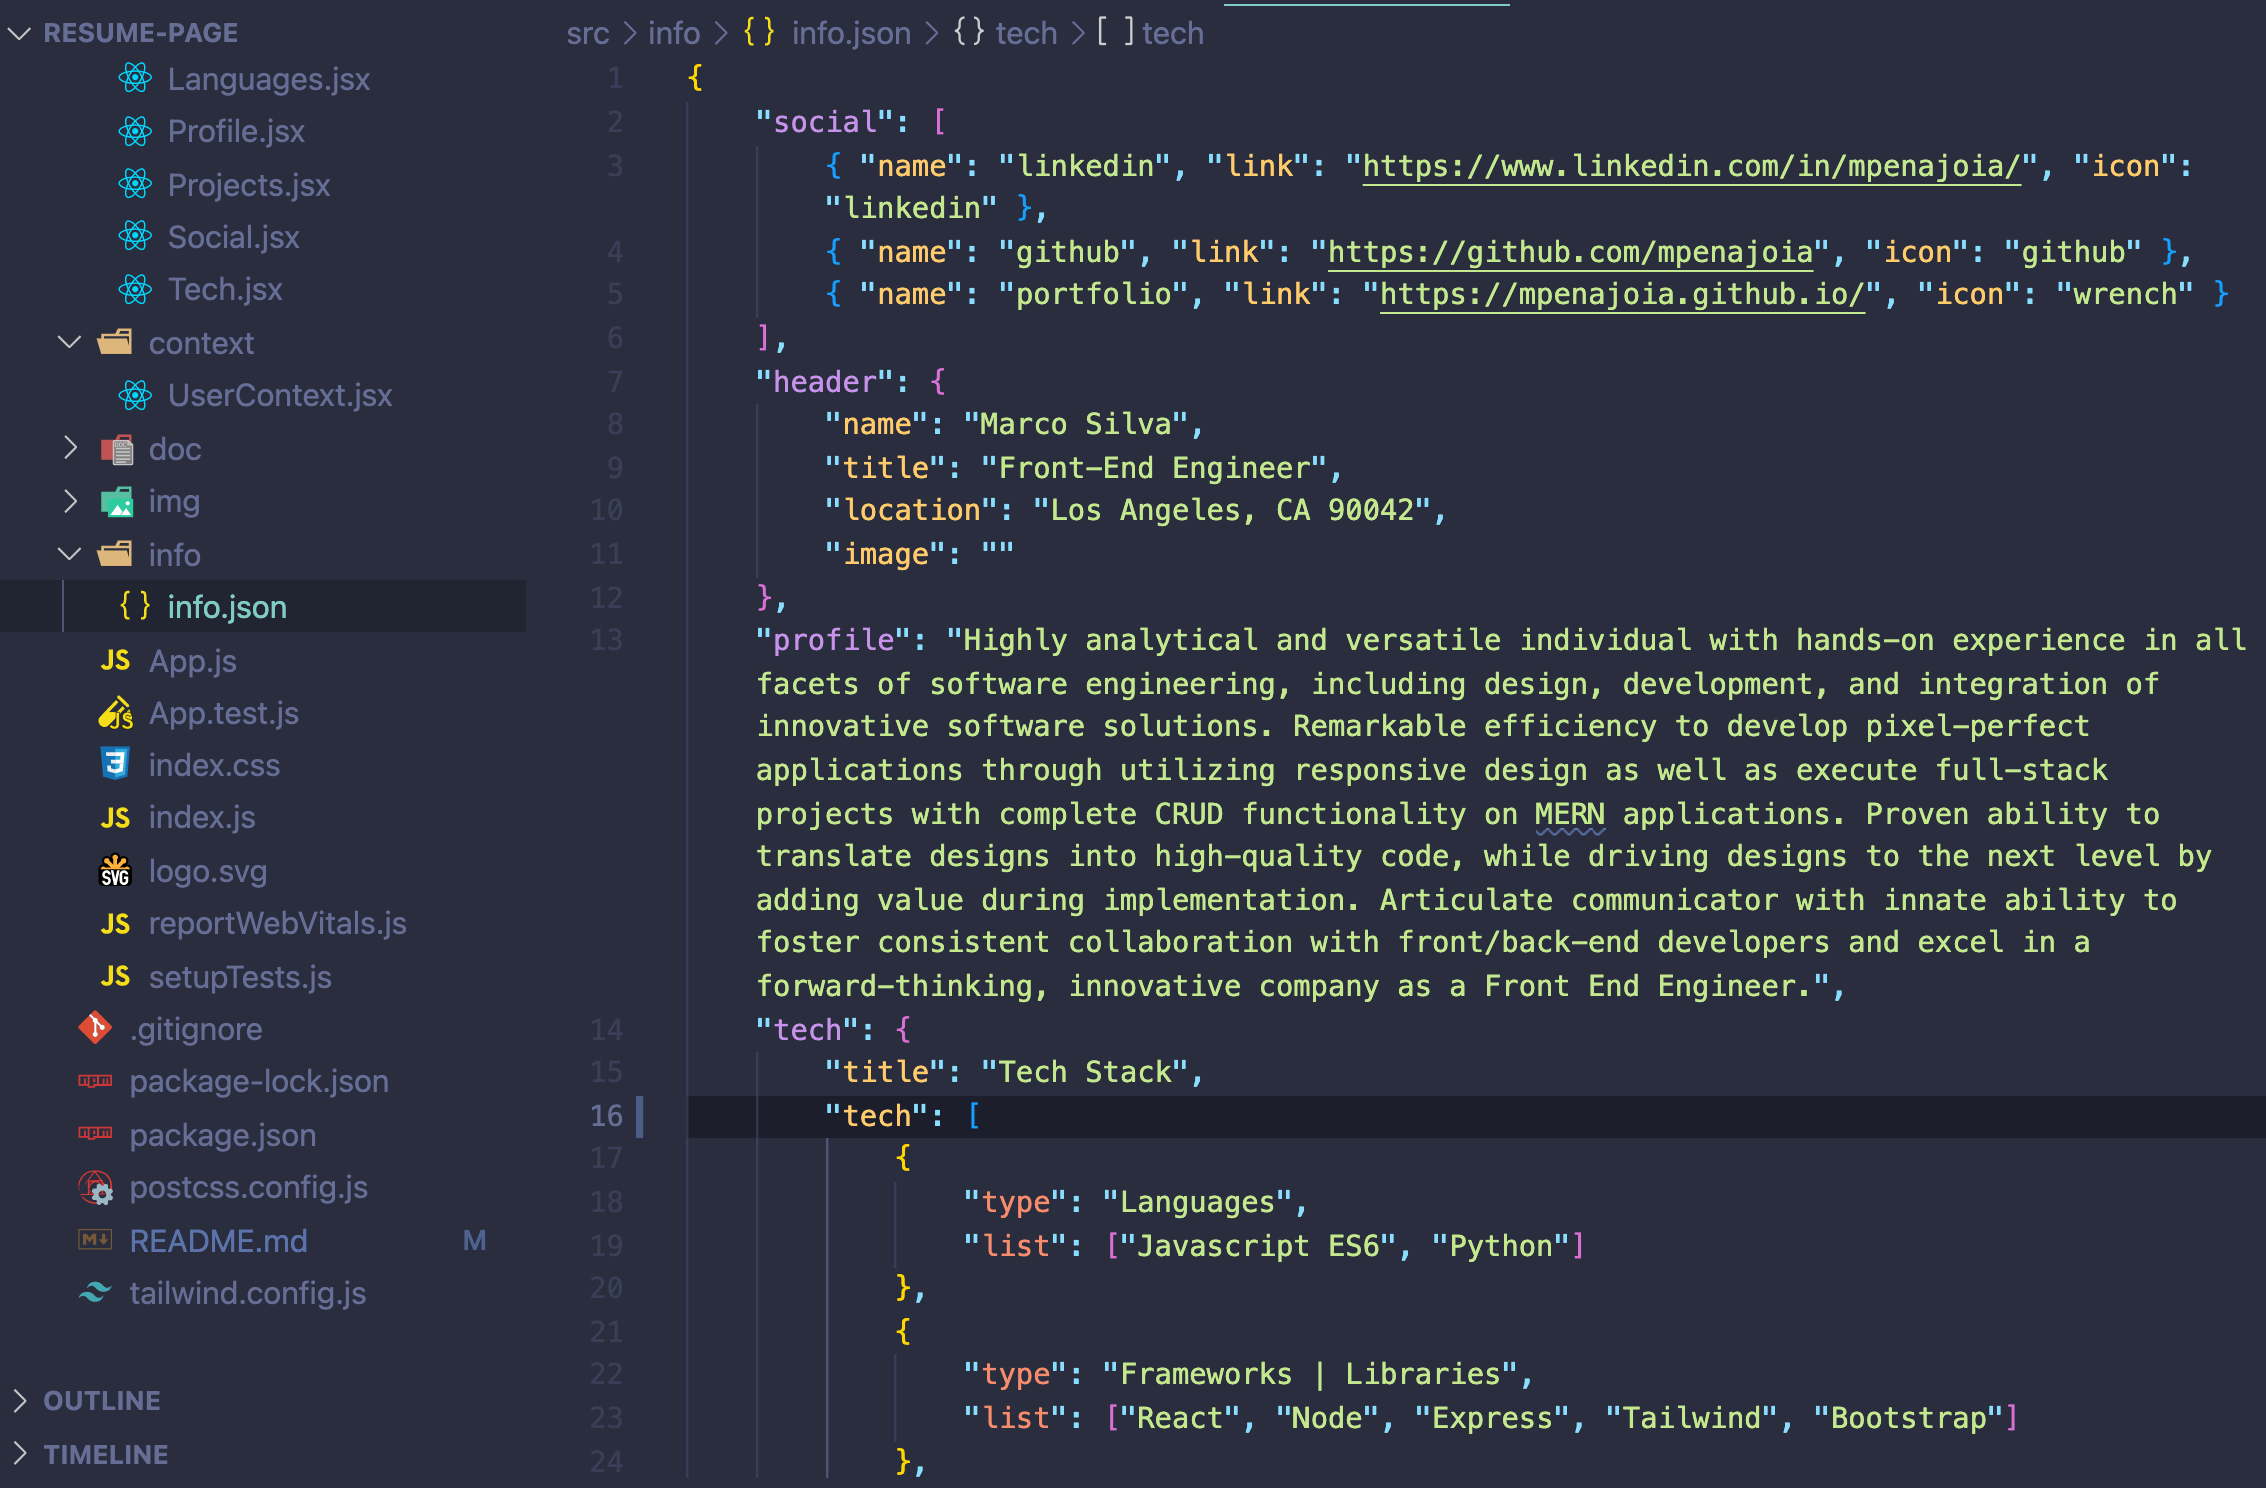 RESUME-PAGE
Languages.jsx
Profile.jsx
Projects.jsx
Social.jsx
Tech.jsx
context
UserContext.jsx
doc
img
info
{ } info.json
JS App.js
App.test.js
index.css
JS index.js
SVG logo.svg
JS reportWebVitals.js
JS setupTests.js
.gitignore
package-lock.json
package.json
postcss.config.js
README.md M
tailwind.config.js
OUTLINE
TIMELINE
src > info > {} info.json > {} tech > [ ] tech
1 {
2 "social": [
3 { "name": "linkedin", "link": "https://www.linkedin.com/in/mpenajoia/", "icon":
"linkedin" },
4 { "name": "github", "link": "https://github.com/mpenajoia", "icon": "github" },
5 { "name": "portfolio", "link": "https://mpenajoia.github.io/", "icon": "wrench" }
6 ],
7 "header": {
8 "name": "Marco Silva",
9 "title": "Front-End Engineer",
10 "location": "Los Angeles, CA 90042",
11 "image": ""
12 },
13 "profile": "Highly analytical and versatile individual with hands-on experience in all
facets of software engineering, including design, development, and integration of
innovative software solutions. Remarkable efficiency to develop pixel-perfect
applications through utilizing responsive design as well as execute full-stack
projects with complete CRUD functionality on MERN applications. Proven ability to
translate designs into high-quality code, while driving designs to the next level by
adding value during implementation. Articulate communicator with innate ability to
foster consistent collaboration with front/back-end developers and excel in a
forward-thinking, innovative company as a Front End Engineer.",
14 "tech": {
15 "title": "Tech Stack",
16 "tech": [
17 {
18 "type": "Languages",
19 "list": ["Javascript ES6", "Python"]
20 },
21 {
22 "type": "Frameworks | Libraries",
23 "list": ["React", "Node", "Express", "Tailwind", "Bootstrap"]
24 },